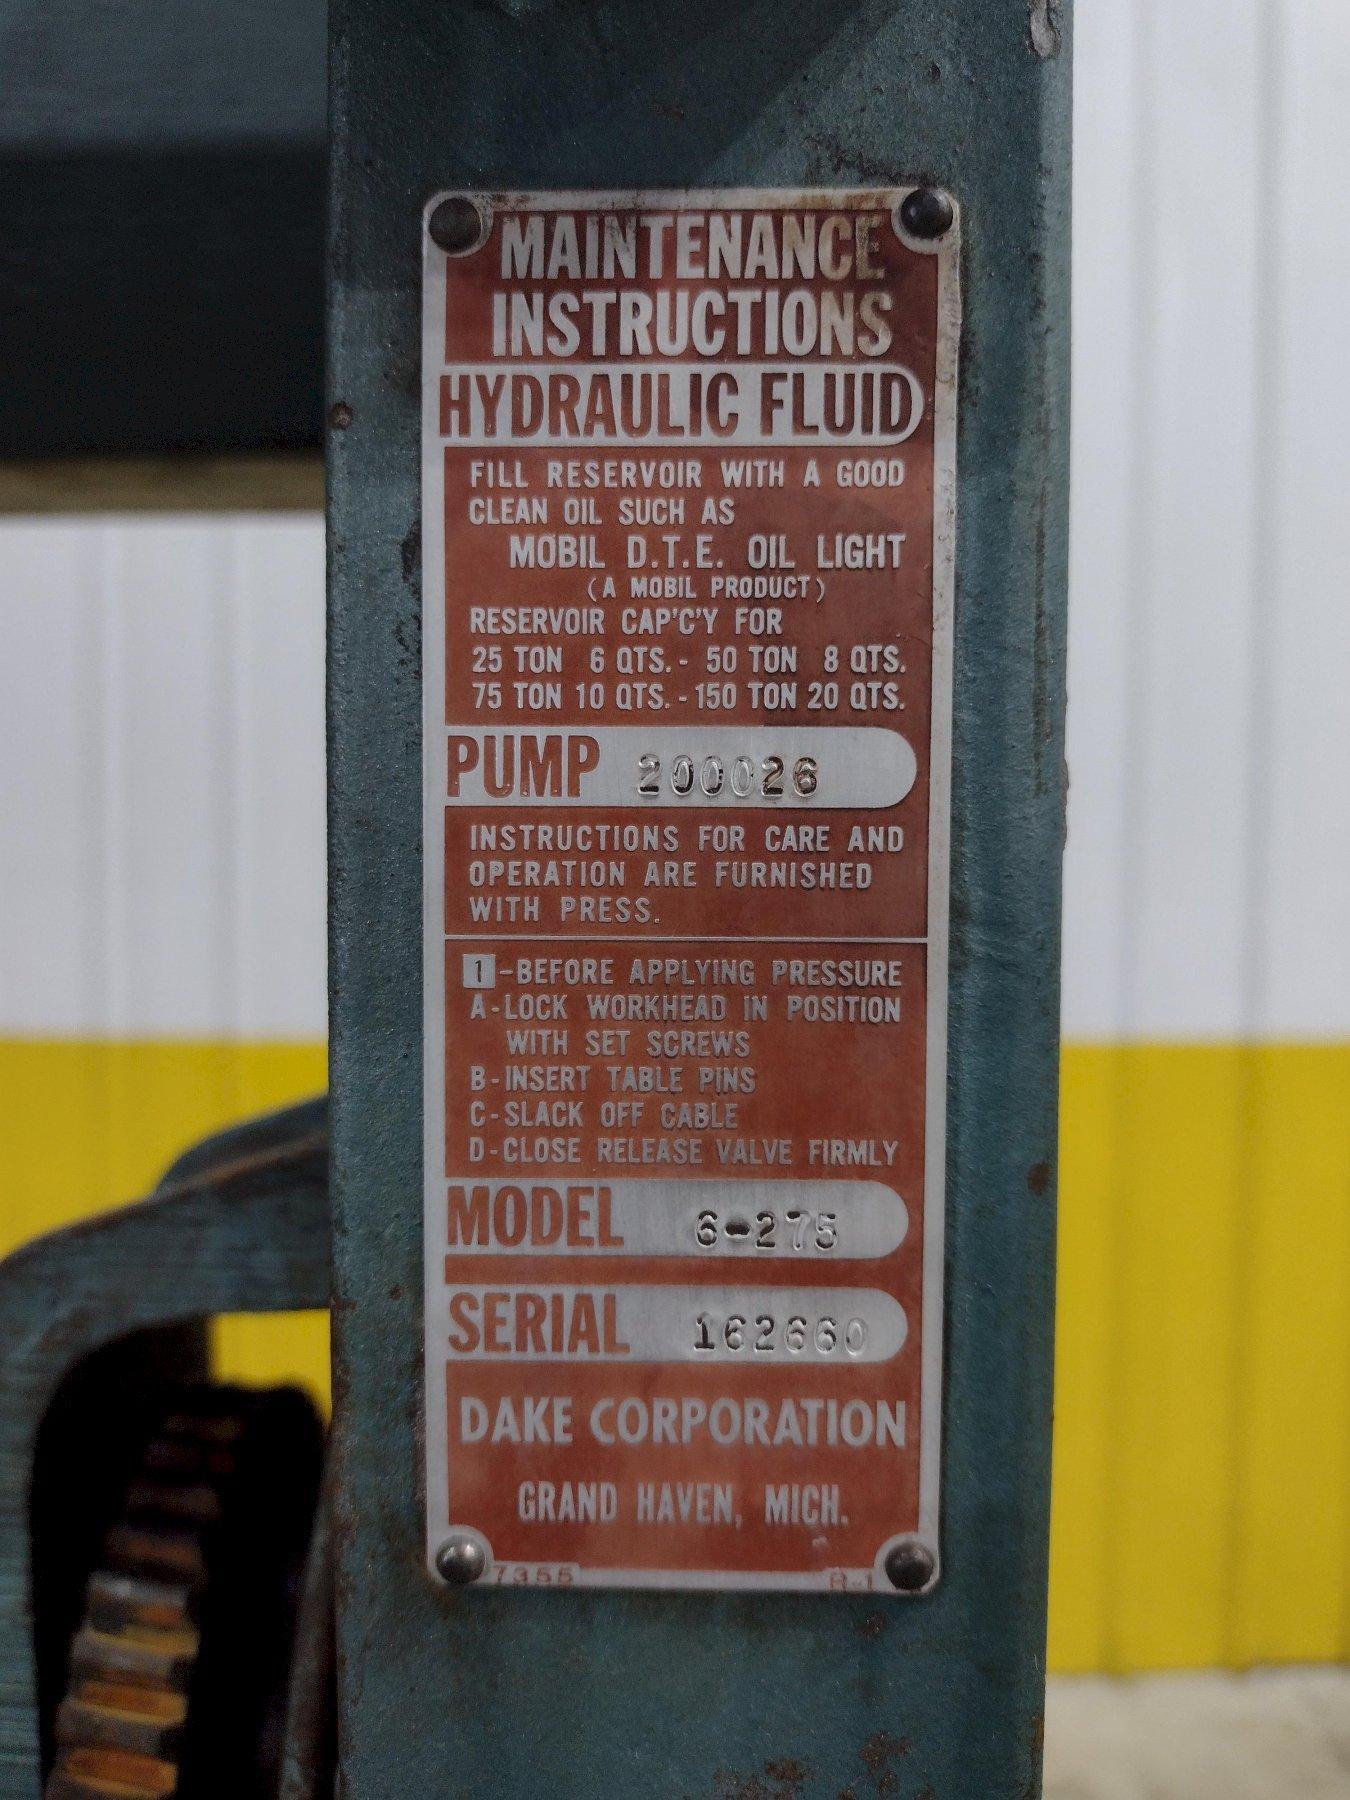 MAINTENANCE
INSTRUCTIONS
HYDRAULIC FLUID
FILL RESERVOIR WITH A GOOD
CLEAN OIL SUCH AS
MOBIL D.T.E. OIL LIGHT
(A MOBIL PRODUCT)
RESERVOIR CAP'C'Y FOR
25 TON 6 QTS. - 50 TON 8 QTS.
75 TON 10 QTS. - 150 TON 20 QTS.
PUMP 200026
INSTRUCTIONS FOR CARE AND
OPERATION ARE FURNISHED
WITH PRESS.
1 -BEFORE APPLYING PRESSURE
A-LOCK WORKHEAD IN POSITION
WITH SET SCREWS
B-INSERT TABLE PINS
C-SLACK OFF CABLE
D-CLOSE RELEASE VALVE FIRMLY
MODEL 6-275
SERIAL 162660
DAKE CORPORATION
GRAND HAVEN, MICH.
7355 R-1